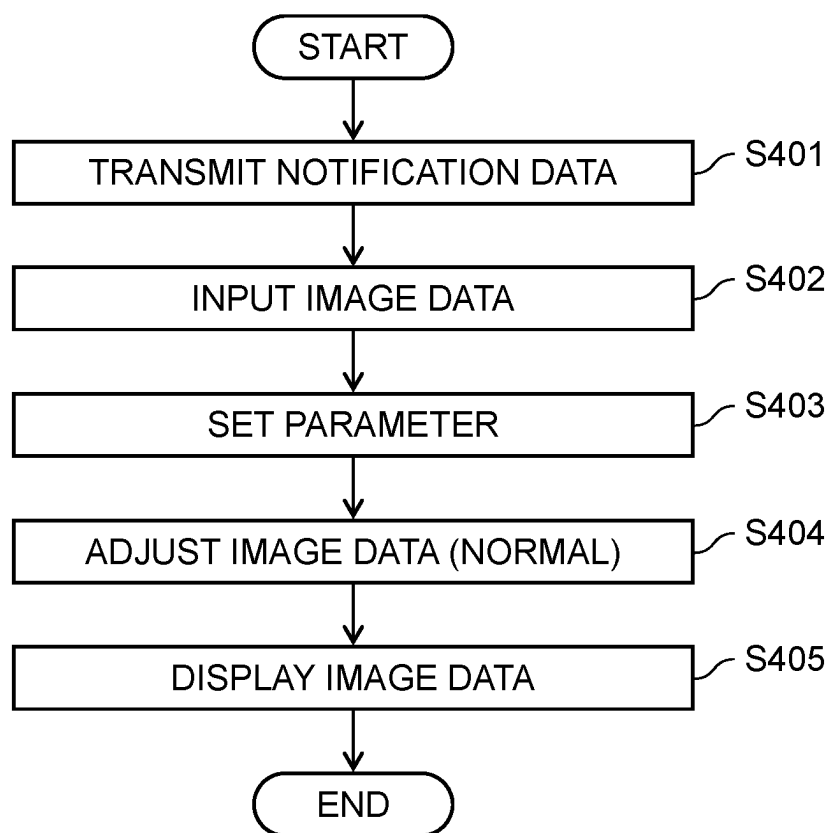 START
TRANSMIT NOTIFICATION DATA
S401
INPUT IMAGE DATA
S402
SET PARAMETER
S403
ADJUST IMAGE DATA (NORMAL)
S404
DISPLAY IMAGE DATA
S405
END